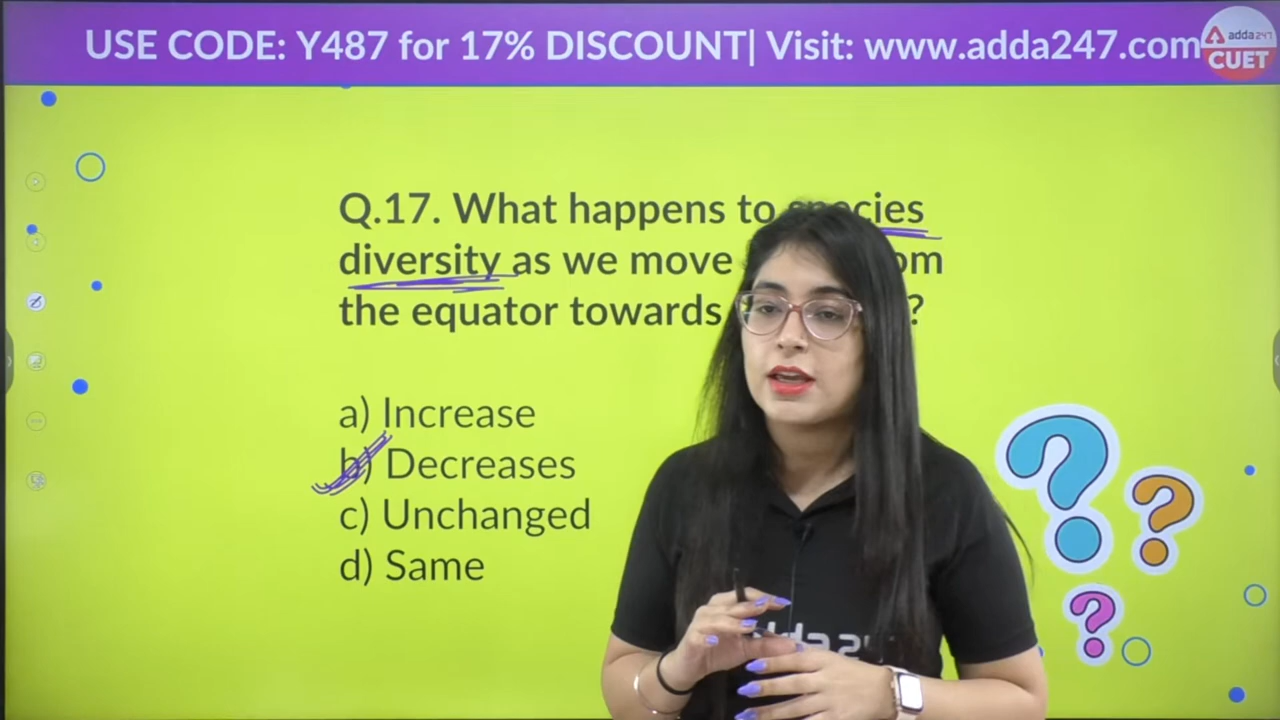 USE CODE: Y487 for 17% DISCOUNT| Visit: www.adda247.com
adda247
CUET
Q.17. What happens to species
diversity as we move
the equator towards ?
a) Increase
b) Decreases
c) Unchanged
d) Same